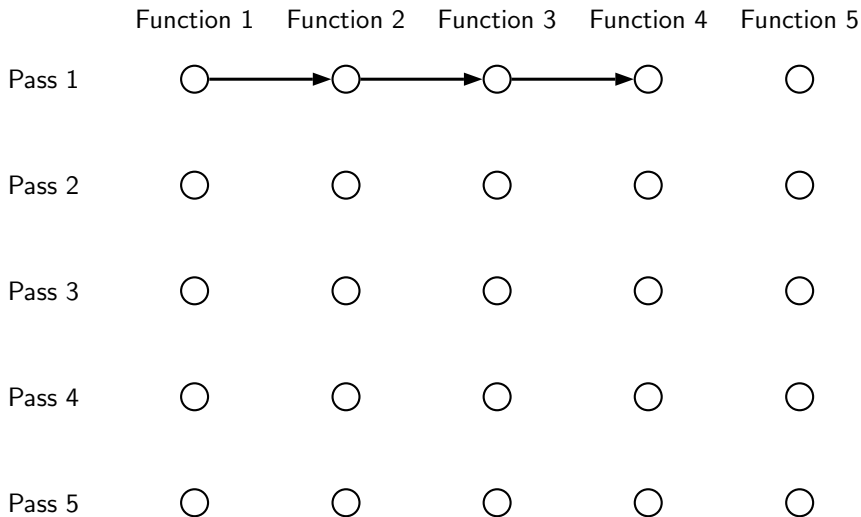 Function 1 Function 2 Function 3 Function 4 Function 5
Pass 1
Pass 2
Pass 3
Pass 4
Pass 5